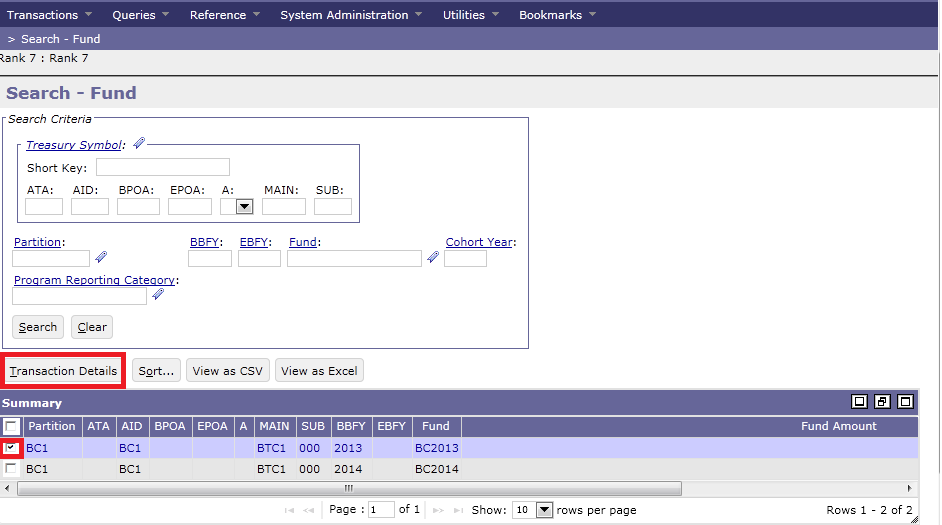 Transactions Queries Reference System Administration Utilities Bookmarks
> Search - Fund
Rank 7 : Rank 7
Search - Fund
Search Criteria
Treasury Symbol:
Short Key:
ATA: AID: BPOA: EPOA: A: MAIN: SUB:
Partition: BBFY: EBFY: Fund: Cohort Year:
Program Reporting Category:
Search Clear
Transaction Details Sort... View as CSV View as Excel
Summary
Partition ATA AID BPOA EPOA A MAIN SUB BBFY EBFY Fund Fund Amount
BC1 BC1 BTC1 000 2013 BC2013
BC1 BC1 BTC1 000 2014 BC2014
Page : 1 of 1 Show: 10 rows per page Rows 1 - 2 of 2